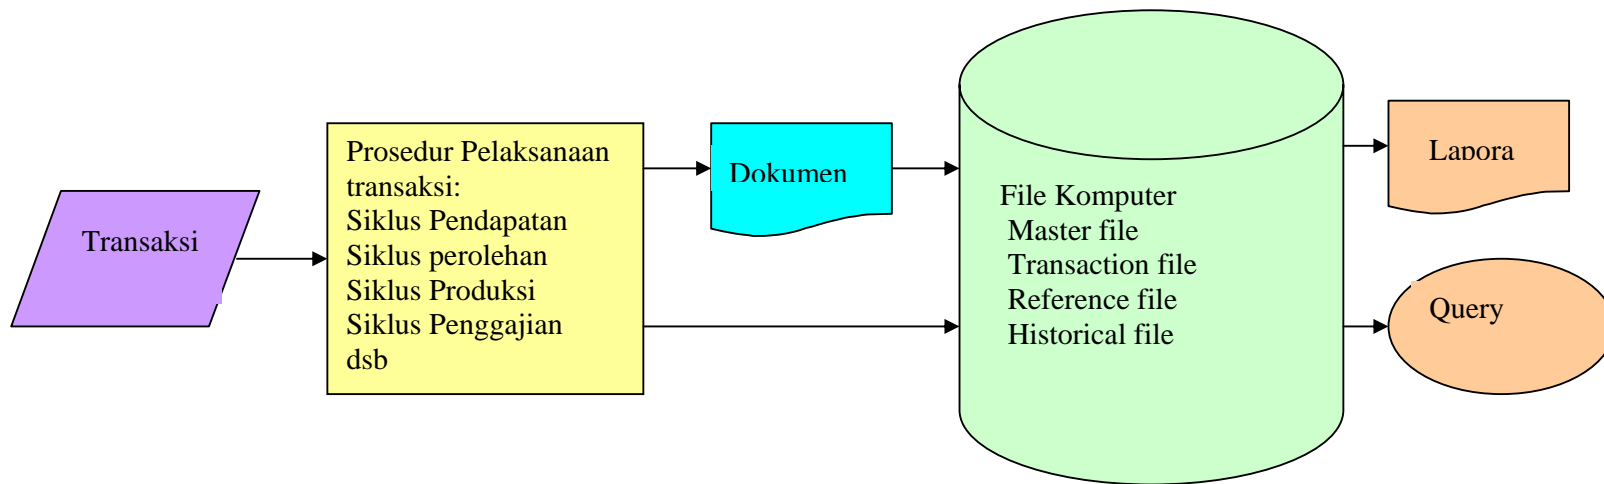 Transaksi
Prosedur Pelaksanaan
transaksi:
Siklus Pendapatan
Siklus perolehan
Siklus Produksi
Siklus Penggajian
dsb
Dokumen
File Komputer
Master file
Transaction file
Reference file
Historical file
Lapora
Query